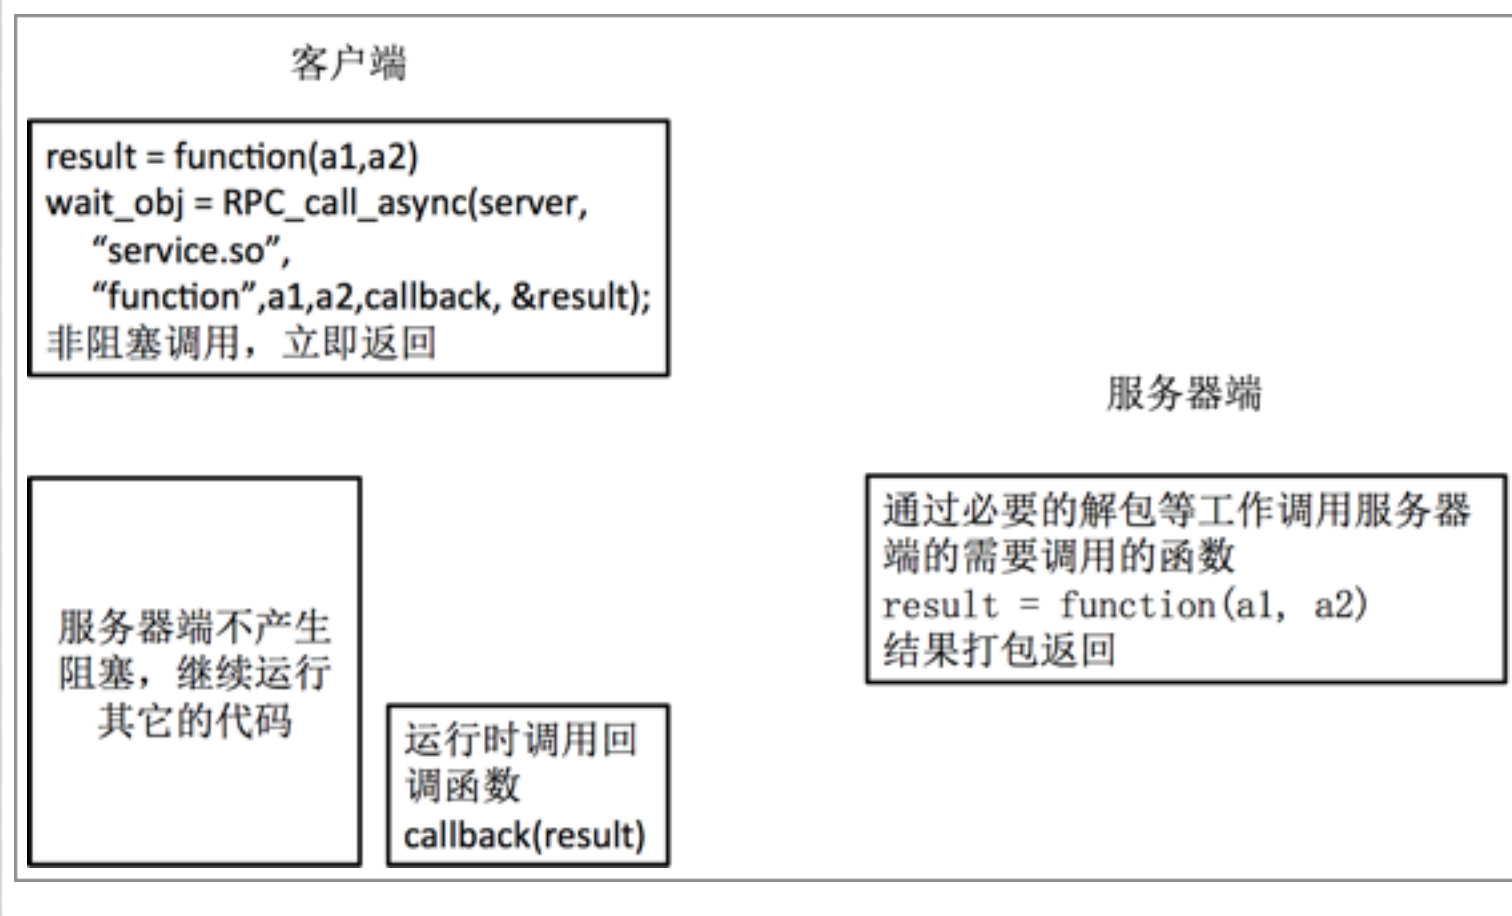 客户端
result = function(a1,a2)
wait_obj = RPC_call_async(server,
“service.so”,
“function”,a1,a2,callback, &result);
非阻塞调用，立即返回
服务器端
通过必要的解包等工作调用服务器
端的需要调用的函数
result = function(a1, a2)
结果打包返回
服务器端不产生
阻塞，继续运行
其它的代码
运行时调用回
调函数
callback(result)